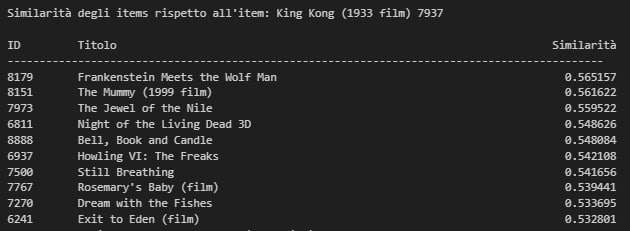 Similarità degli items rispetto all'item: King Kong (1933 film) 7937
ID Titolo Similarità
--------------------------------------------------------------------------------------------
8179 Frankenstein Meets the Wolf Man 0.565157
8151 The Mummy (1999 film) 0.561622
7973 The Jewel of the Nile 0.559522
6811 Night of the Living Dead 3D 0.548626
8888 Bell, Book and Candle 0.548084
6937 Howling VI: The Freaks 0.542108
7500 Still Breathing 0.541656
7767 Rosemary's Baby (film) 0.539441
7270 Dream with the Fishes 0.533695
6241 Exit to Eden (film) 0.532801